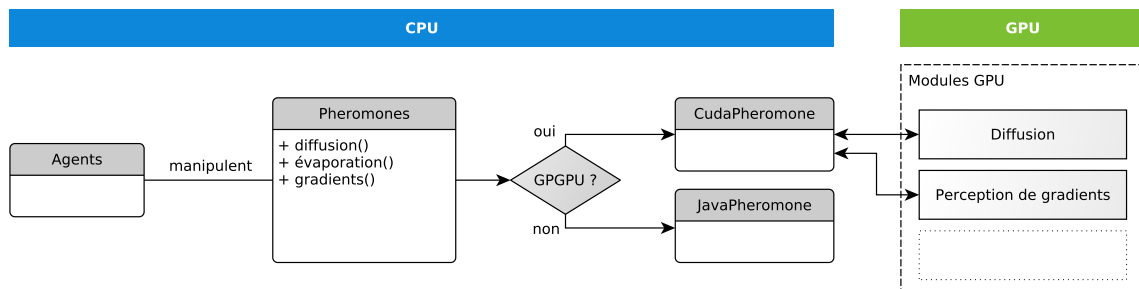 CPU
GPU
Modules GPU
Agents
manipulent
Pheromones
+ diffusion()
+ évaporation()
+ gradients()
GPGPU ?
oui
non
CudaPheromone
JavaPheromone
Diffusion
Perception de gradients